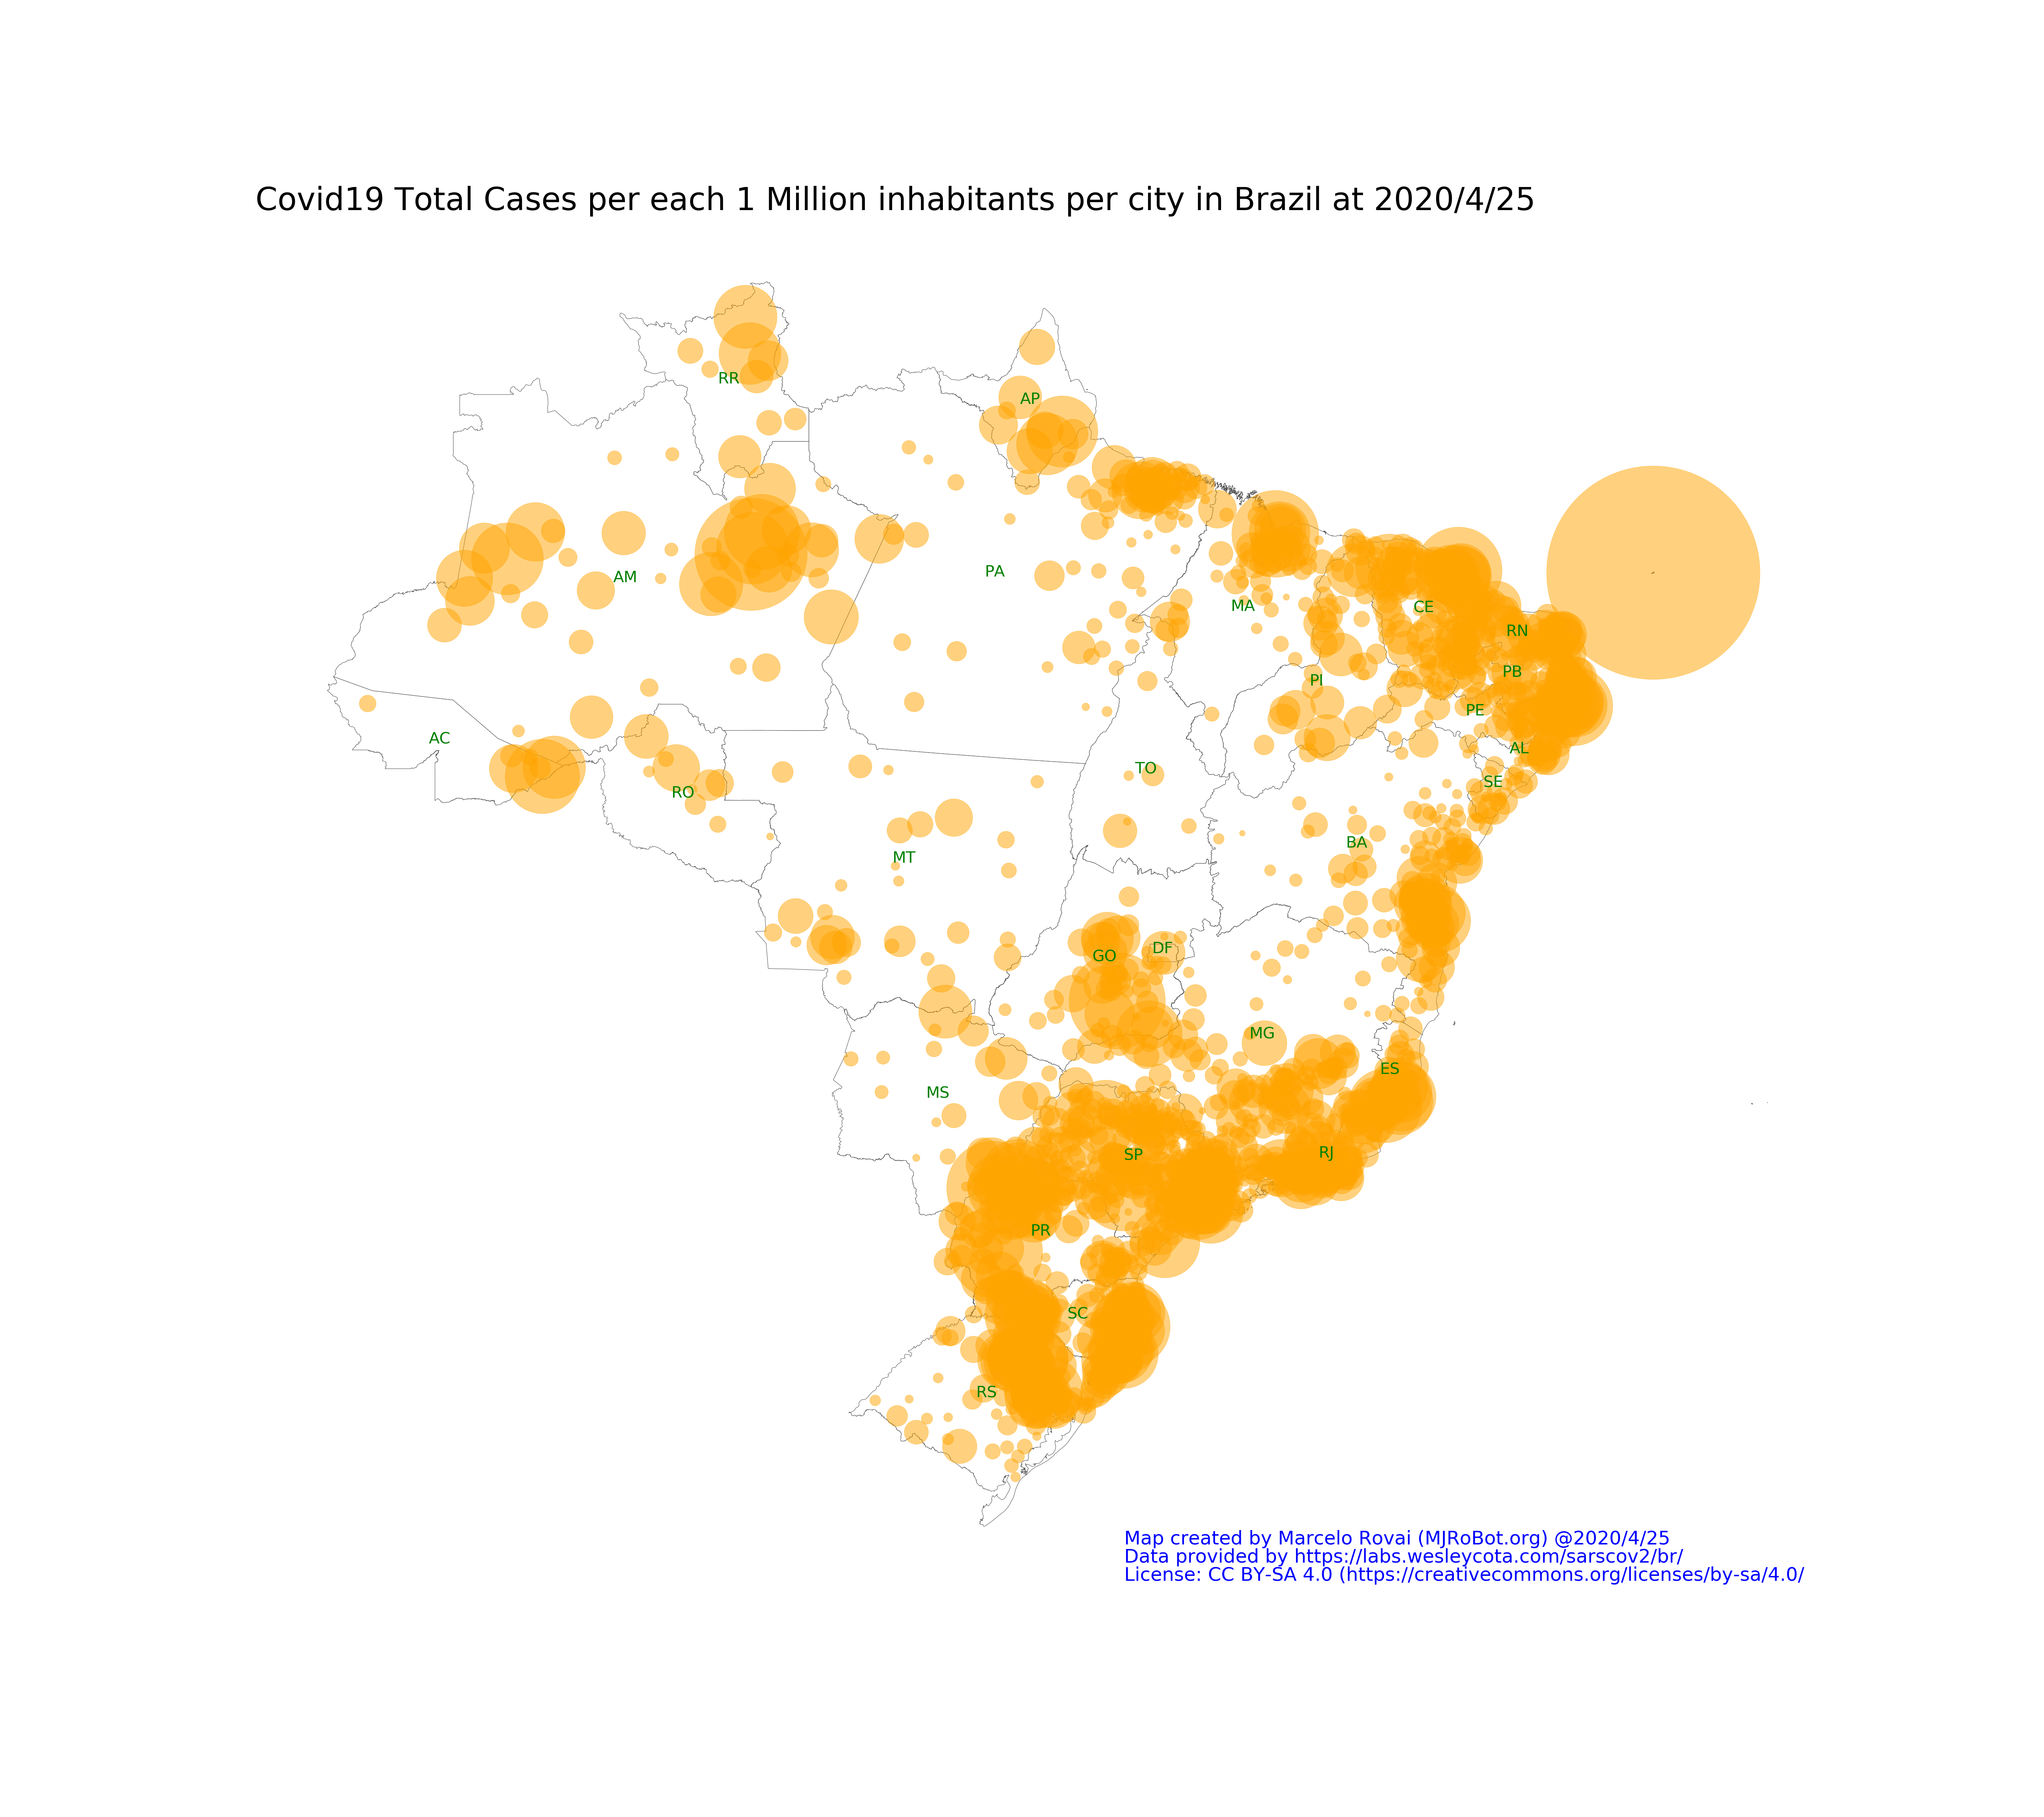 Covid19 Total Cases per each 1 Million inhabitants per city in Brazil at 2020/4/25
RR
AP
AM
PA
MA
CE
RN
PB
PI
PE
AC
AL
TO
SE
RO
BA
MT
DF
GO
MG
ES
MS
RJ
SP
PR
SC
RS
Map created by Marcelo Rovai (MJRoBot.org) @2020/4/25
Data provided by https://labs.wesleycota.com/sarscov2/br/
License: CC BY-SA 4.0 (https://creativecommons.org/licenses/by-sa/4.0/